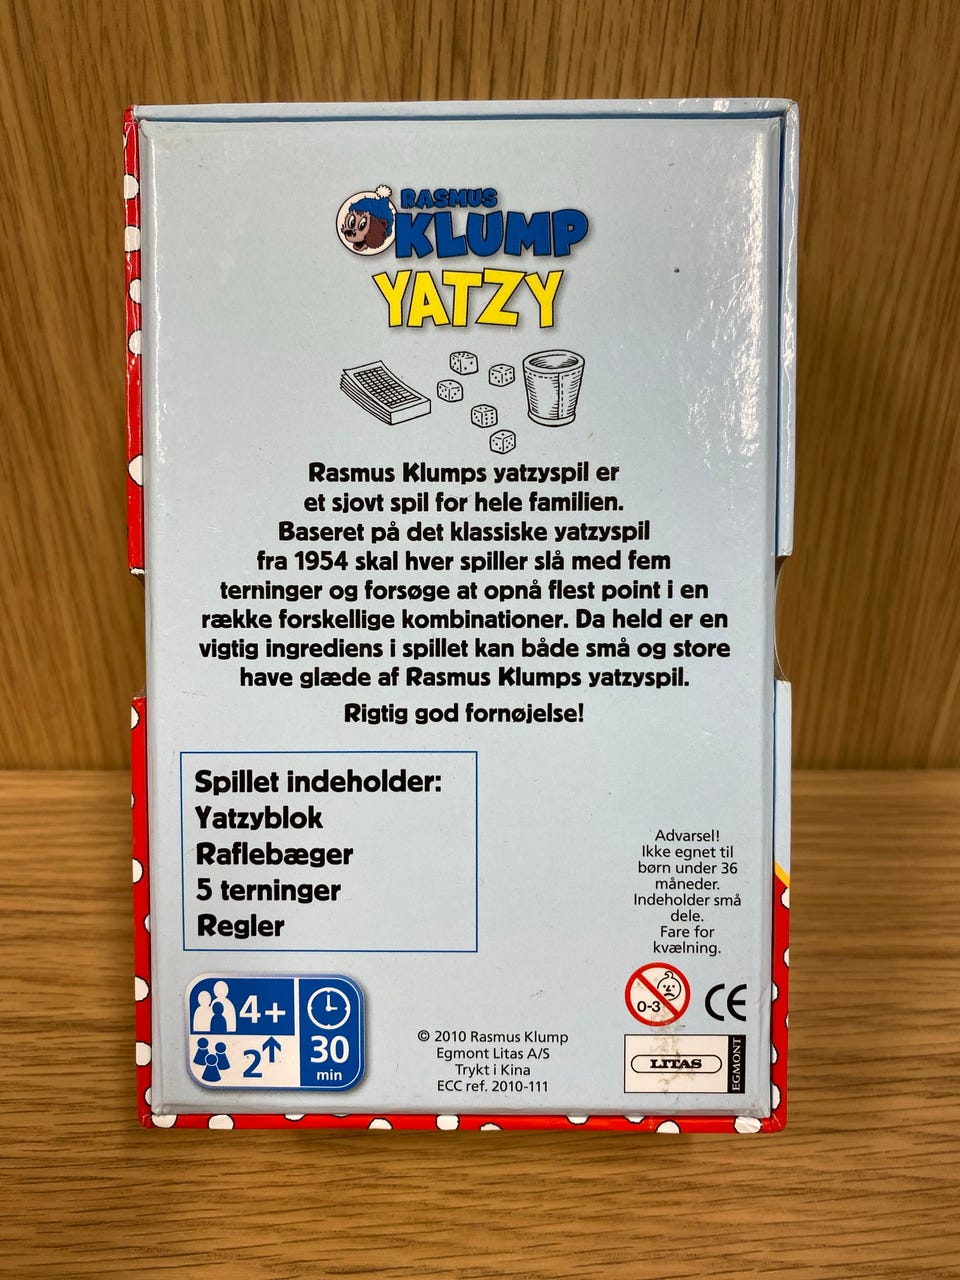 RASMUS
KLUMP
YATZY
Rasmus Klumps yatzyspil er
et sjovt spil for hele familien.
Baseret på det klassiske yatzyspil
fra 1954 skal hver spiller slå med fem
terninger og forsøge at opnå flest point i en
række forskellige kombinationer. Da held er en
vigtig ingrediens i spillet kan både små og store
have glæde af Rasmus Klumps yatzyspil.
Rigtig god fornøjelse!
Spillet indeholder:
Yatzyblok
Raflebæger
5 terninger
Regler
Advarsel!
Ikke egnet til
børn under 36
måneder.
Indeholder små
dele.
Fare for
kvælning.
0-3
CE
4+
2
30
min
© 2010 Rasmus Klump
Egmont Litas A/S
Trykt i Kina
ECC ref. 2010-111
LITAS
EGMONT